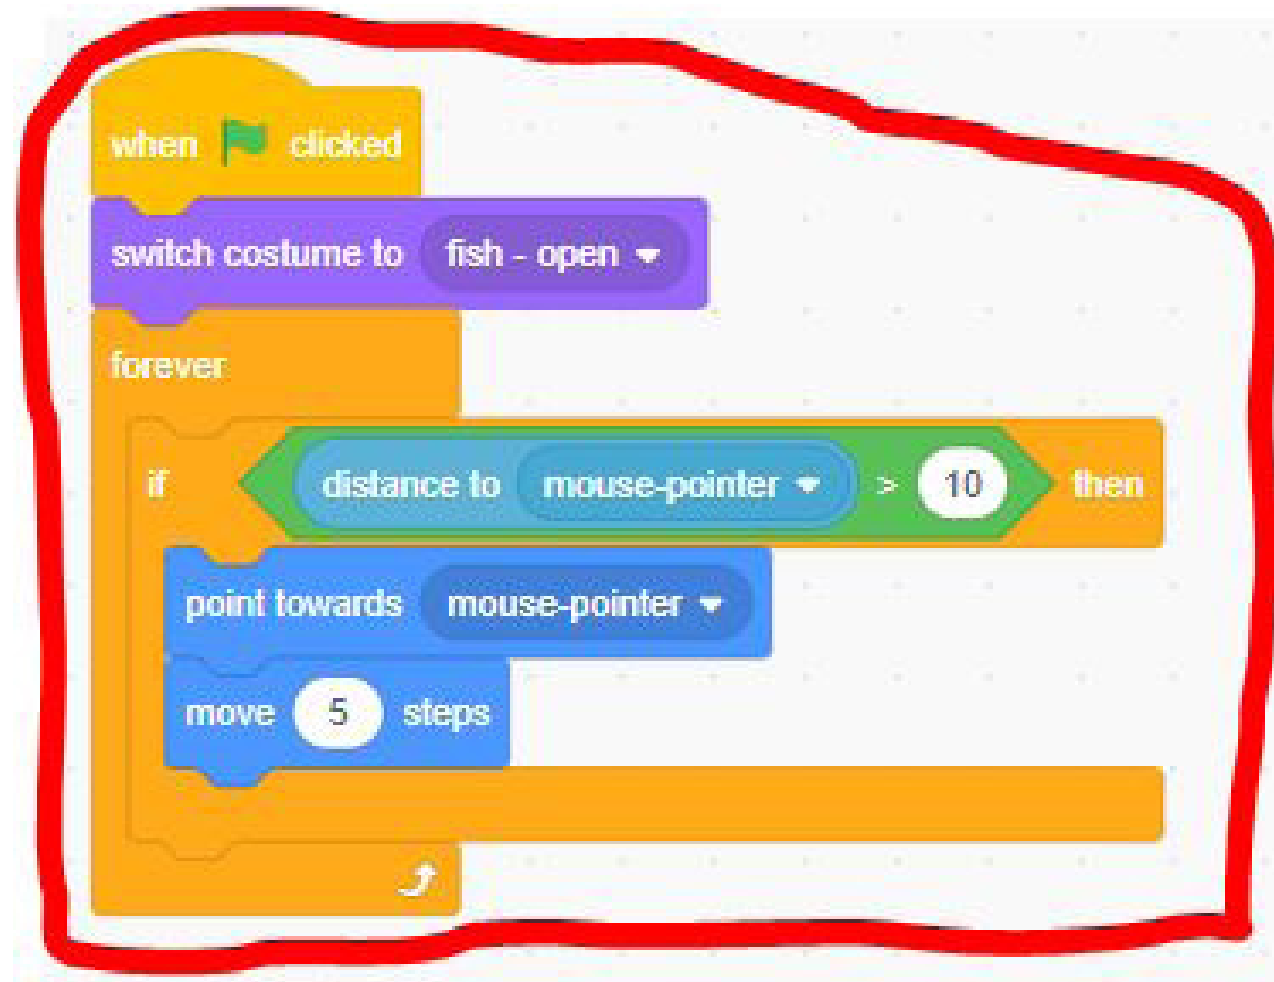 when clicked
switch costume to fish - open
forever
if distance to mouse-pointer > 10 then
point towards mouse-pointer
move 5 steps